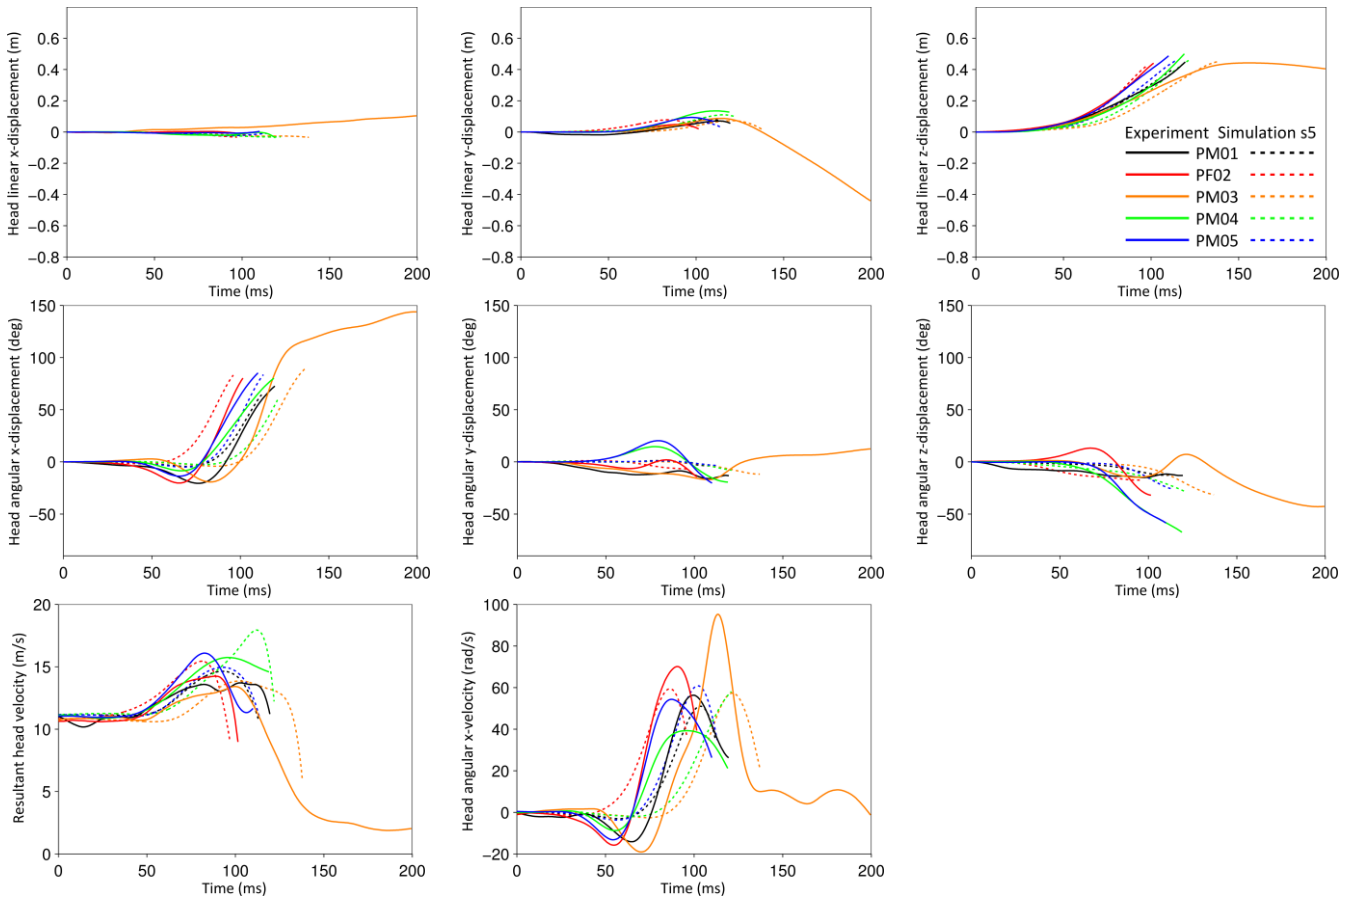 Head linear x-displacement (m)
0.6
0.4
0.2
0
−0.2
−0.4
−0.6
−0.8
0 50 100 150 200
Time (ms)
Head linear y-displacement (m)
0.6
0.4
0.2
0
−0.2
−0.4
−0.6
−0.8
0 50 100 150 200
Time (ms)
Head linear z-displacement (m)
0.6
0.4
0.2
0
−0.2
−0.4
−0.6
−0.8
0 50 100 150 200
Time (ms)
Experiment Simulation s5
PM01
PF02
PM03
PM04
PM05
Head angular x-displacement (deg)
150
100
50
0
−50
0 50 100 150 200
Time (ms)
Head angular y-displacement (deg)
150
100
50
0
−50
0 50 100 150 200
Time (ms)
Head angular z-displacement (deg)
150
100
50
0
−50
0 50 100 150 200
Time (ms)
Resultant head velocity (m/s)
20
15
10
5
0
0 50 100 150 200
Time (ms)
Head angular x-velocity (rad/s)
100
80
60
40
20
0
−20
0 50 100 150 200
Time (ms)